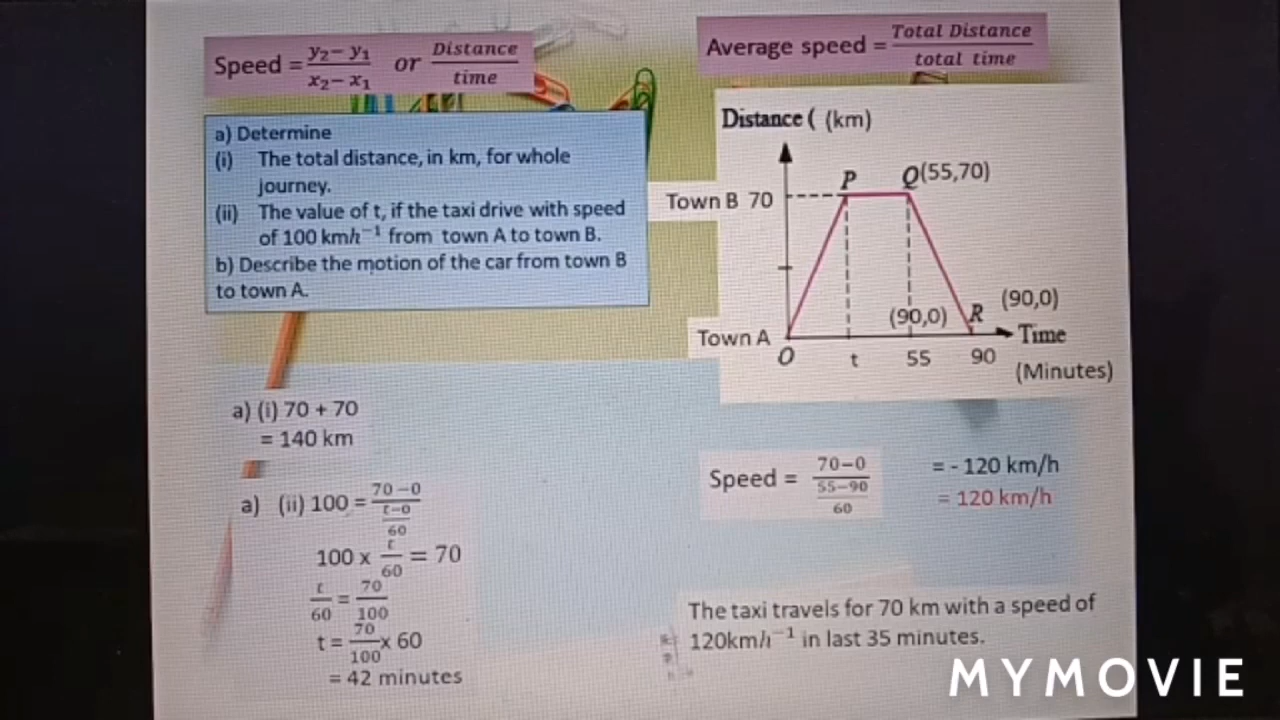 Speed = y₂− y₁ / x₂− x₁ or Distance / time
Average speed = Total Distance / total time
a) Determine
(i) The total distance, in km, for whole
journey.
(ii) The value of t, if the taxi drive with speed
of 100 kmh⁻¹ from town A to town B.
b) Describe the motion of the car from town B
to town A.
Distance ( (km)
P Q(55,70)
Town B 70
(90,0)
(90,0) R
Town A
Time
O t 55 90
(Minutes)
a) (i) 70 + 70
= 140 km
a) (ii) 100 = 70 −0 / (t−0 / 60)
100 x t/60 = 70
t/60 = 70/100
t = 70/100 x 60
= 42 minutes
Speed = 70−0 / (55−90 / 60)
= - 120 km/h
= 120 km/h
The taxi travels for 70 km with a speed of
120kmh⁻¹ in last 35 minutes.
MYMOVIE